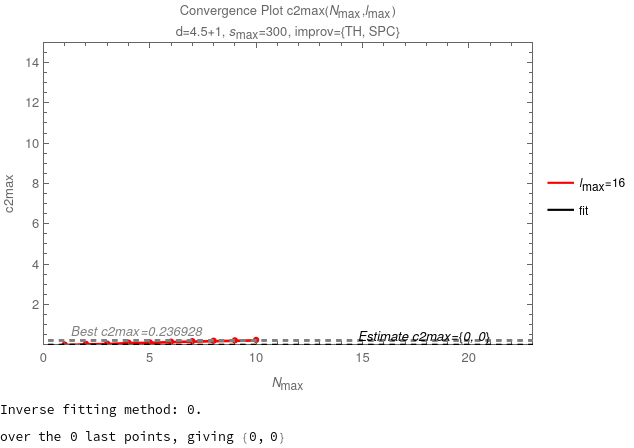 Convergence Plot c2max(Nmax,lmax)
d=4.5+1, smax=300, improv={TH, SPC}
14
12
10
8
6
4
2
c2max
lmax=16
fit
Best c2max=0.236928
Estimate c2max={0, 0}
0 5 10 15 20
Nmax
Inverse fitting method: 0.
over the 0 last points, giving {0, 0}